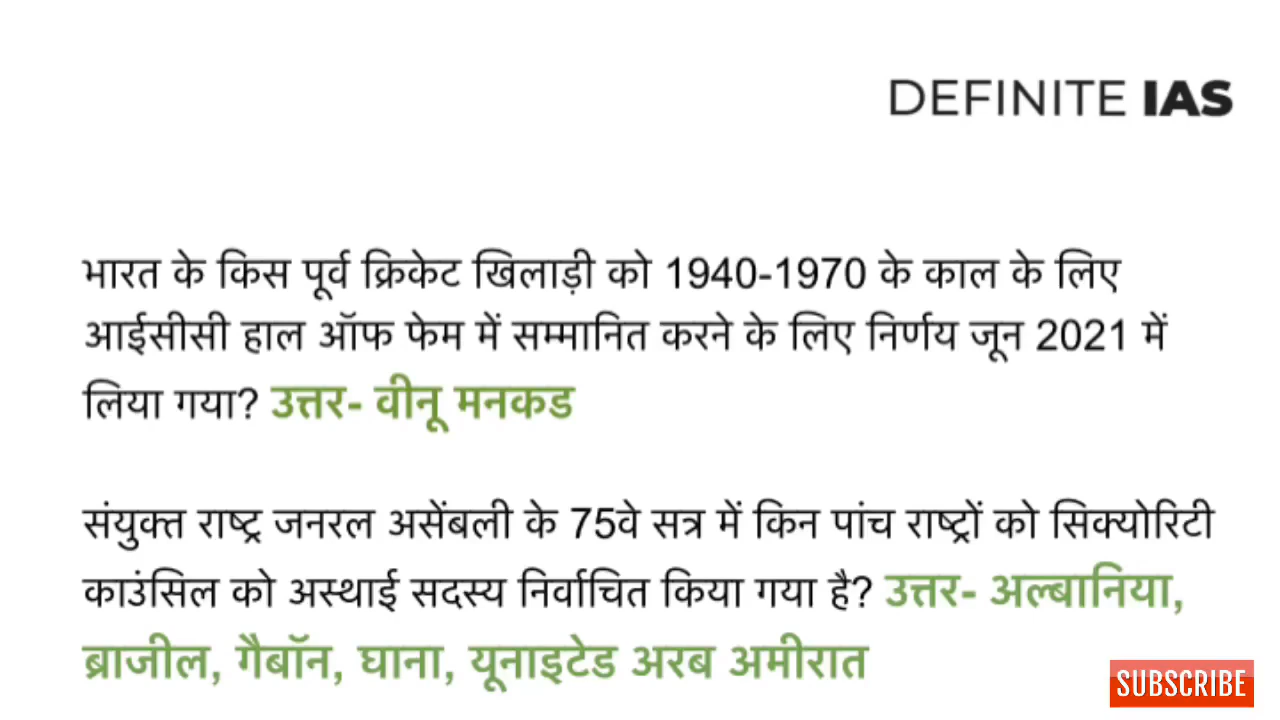 DEFINITE IAS
भारत के किस पूर्व क्रिकेट खिलाड़ी को 1940-1970 के काल के लिए
आईसीसी हाल ऑफ फेम में सम्मानित करने के लिए निर्णय जून 2021 में
लिया गया? उत्तर- वीनू मनकड
संयुक्त राष्ट्र जनरल असेंबली के 75वे सत्र में किन पांच राष्ट्रों को सिक्योरिटी
काउंसिल को अस्थाई सदस्य निर्वाचित किया गया है? उत्तर- अल्बानिया,
ब्राजील, गैबॉन, घाना, यूनाइटेड अरब अमीरात
SUBSCRIBE